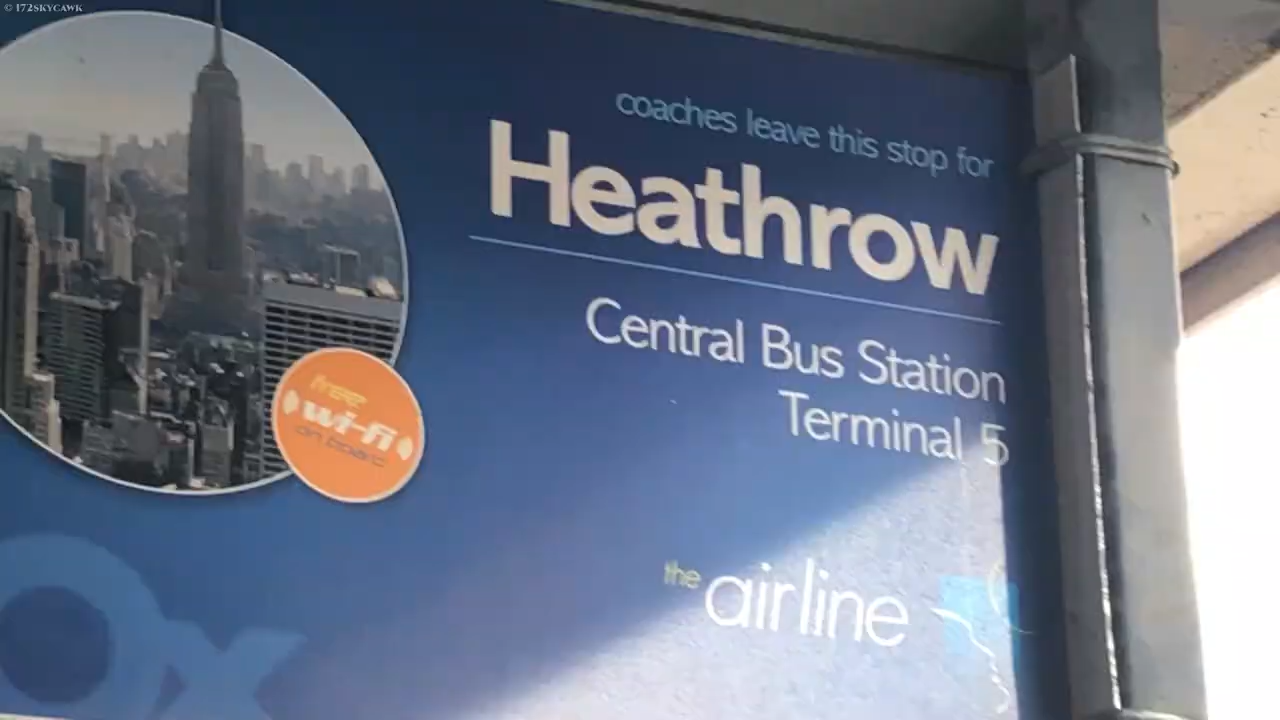 © 172SKYCAWK
coaches leave this stop for
Heathrow
Central Bus Station
Terminal 5
free
wi-fi
on board
the airline
Ox